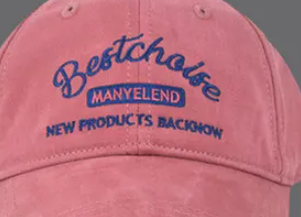 Bestchoise
MANYELEND
NEW PRODUCTS BACKNOW